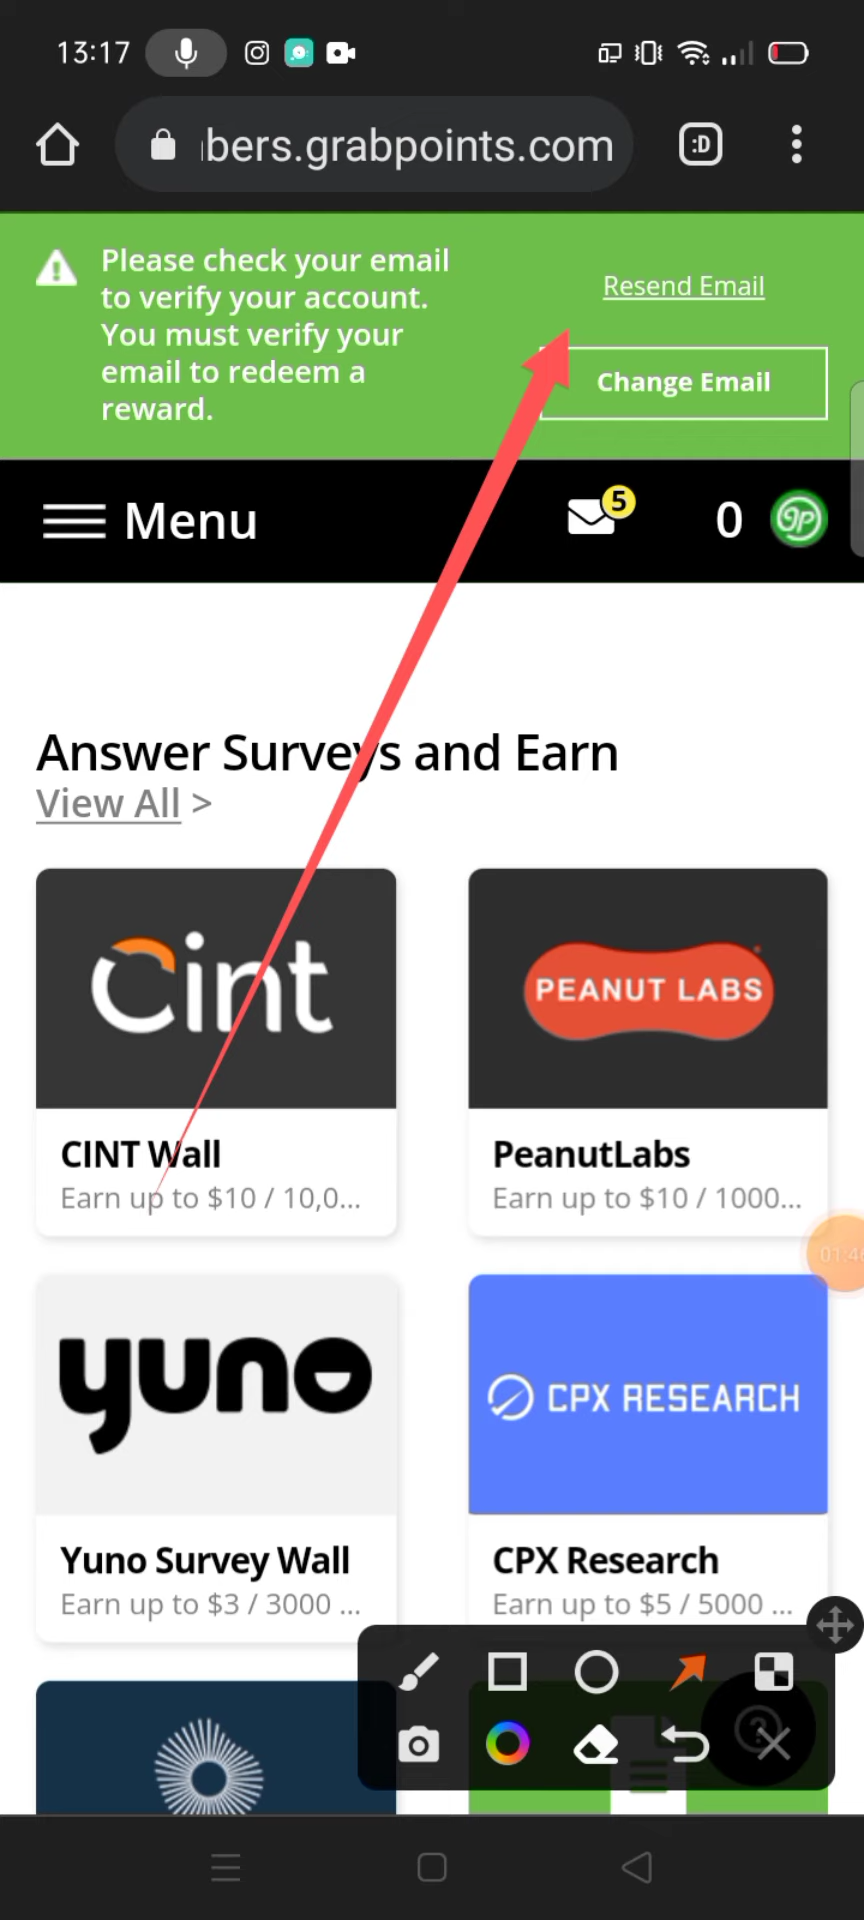 13:17
bers.grabpoints.com
:D
Please check your email
to verify your account.
You must verify your
email to redeem a
reward.
Resend Email
Change Email
Menu
5
0
Answer Surveys and Earn
View All >
Cint
PEANUT LABS
CINT Wall
Earn up to $10 / 10,0...
PeanutLabs
Earn up to $10 / 1000...
yuno
CPX RESEARCH
Yuno Survey Wall
Earn up to $3 / 3000 ...
CPX Research
Earn up to $5 / 5000 ...